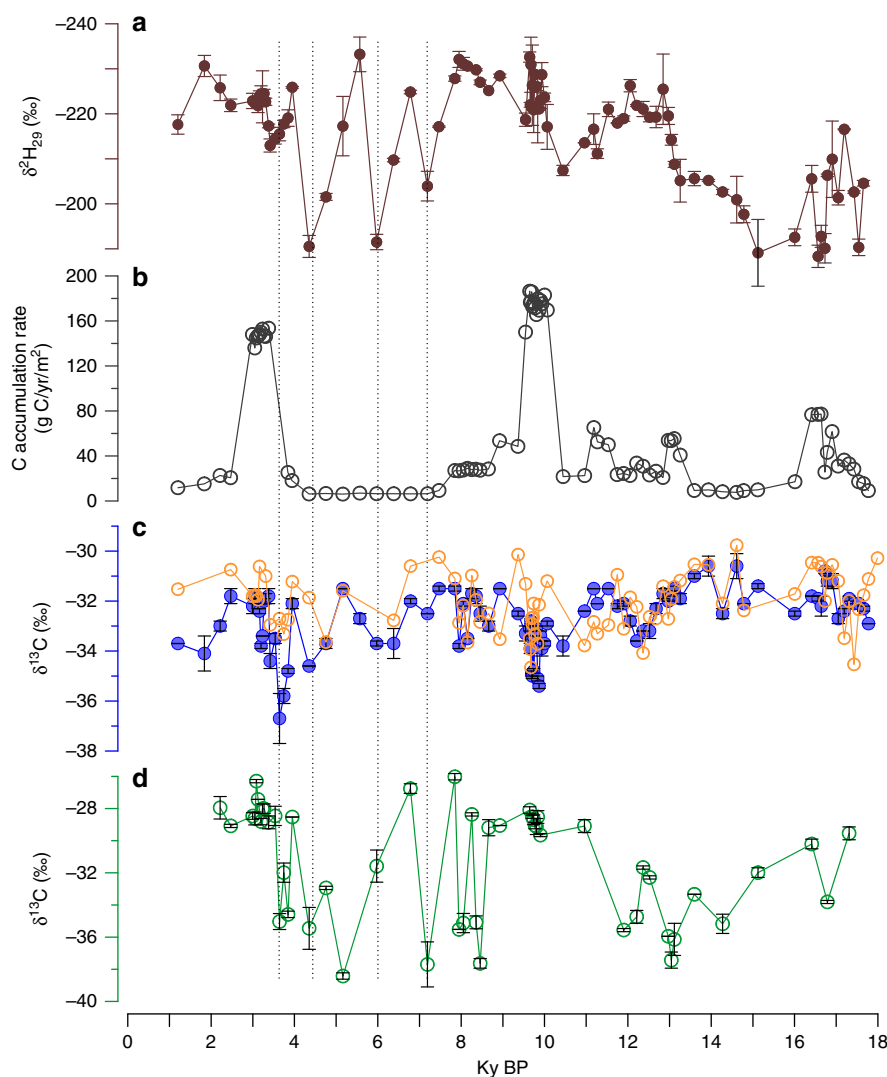 a
−240
−220
−200
δ²H₂₉ (‰)
b
200
160
120
80
40
0
C accumulation rate
(g C/yr/m²)
c
−30
−32
−34
−36
−38
δ¹³C (‰)
d
−28
−32
−36
−40
δ¹³C (‰)
0 2 4 6 8 10 12 14 16 18
Ky BP